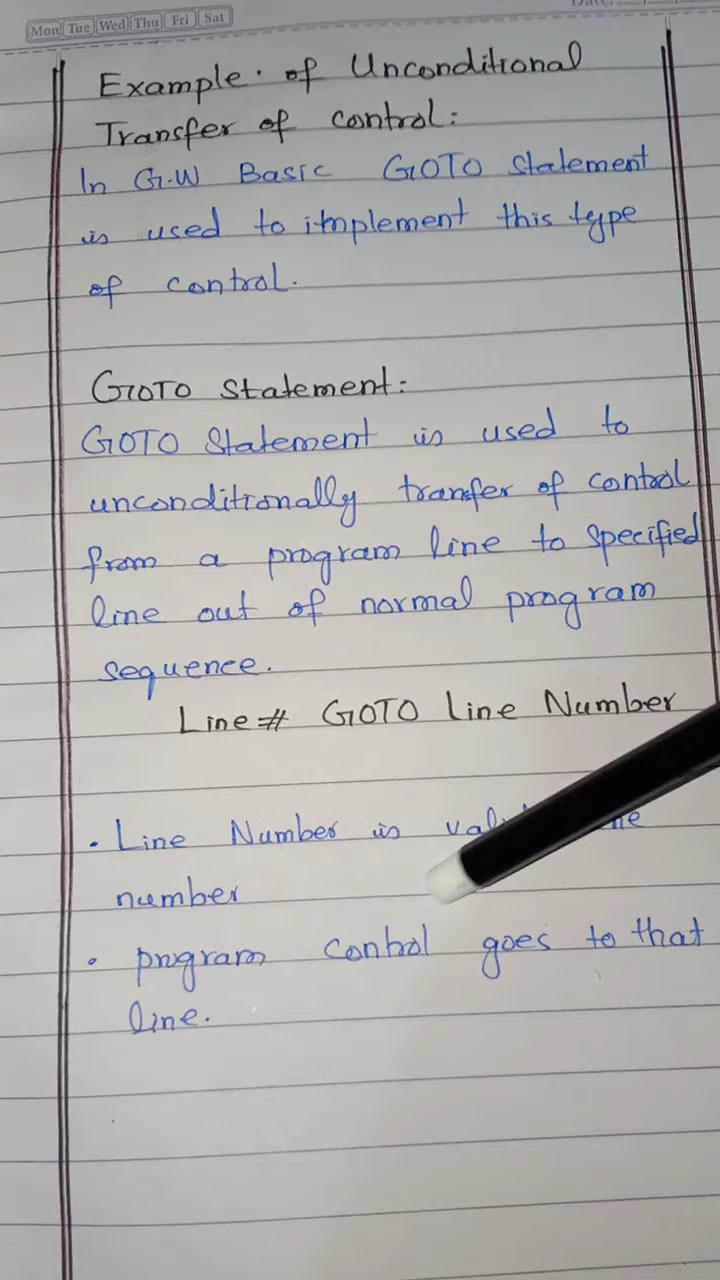 Mon Tue Wed Thu Fri Sat
Example. of Unconditional
Transfer of control:
In G.W Basic GOTO Statement
is used to implement this type
of control.
GOTO Statement:
GOTO Statement is used to
unconditionally transfer of control
from a program line to specified
line out of normal program
sequence.
Line# GOTO Line Number
. Line Number is
number
. program control goes to that
line.